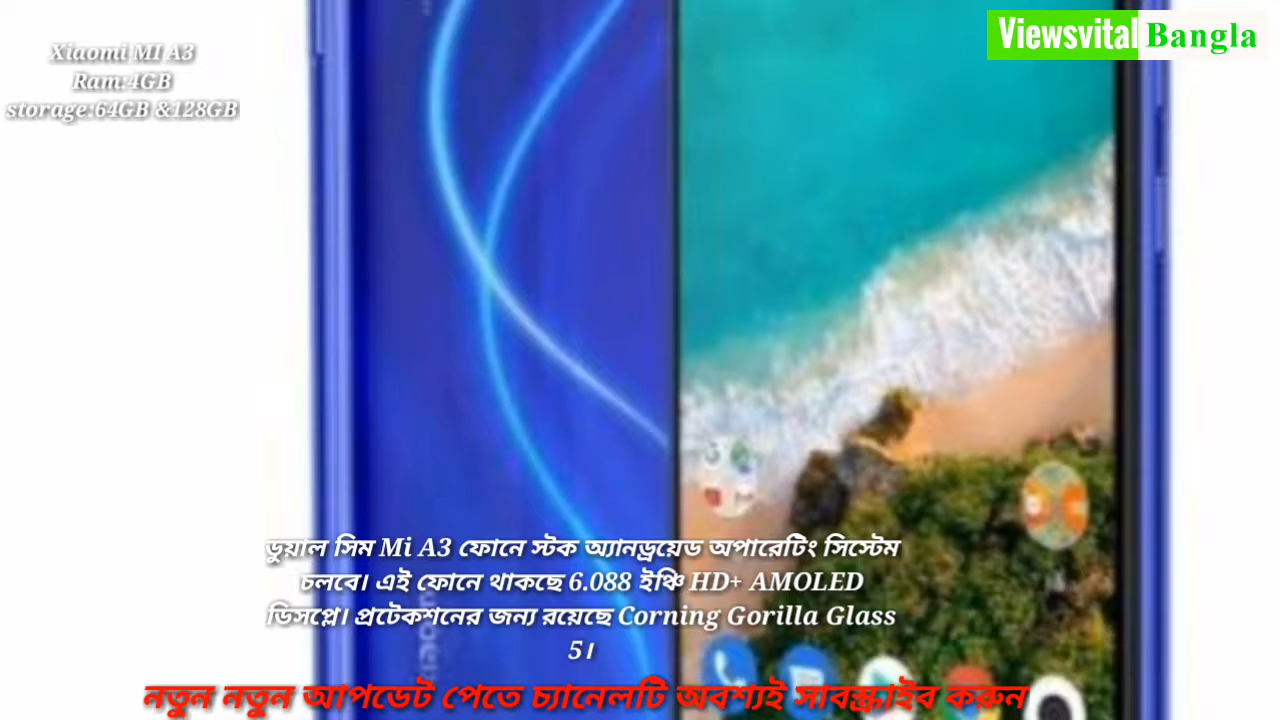 Viewsvital Bangla
Xiaomi MI A3
Ram:4GB
storage:64GB &128GB
ডুয়াল সিম Mi A3 ফোনে স্টক অ্যানড্রয়েড অপারেটিং সিস্টেম
চলবে। এই ফোনে থাকছে 6.088 ইঞ্চি HD+ AMOLED
ডিসপ্লে। প্রটেকশনের জন্য রয়েছে Corning Gorilla Glass
5।
নতুন নতুন আপডেট পেতে চ্যানেলটি অবশ্যই সাবস্ক্রাইব করুন